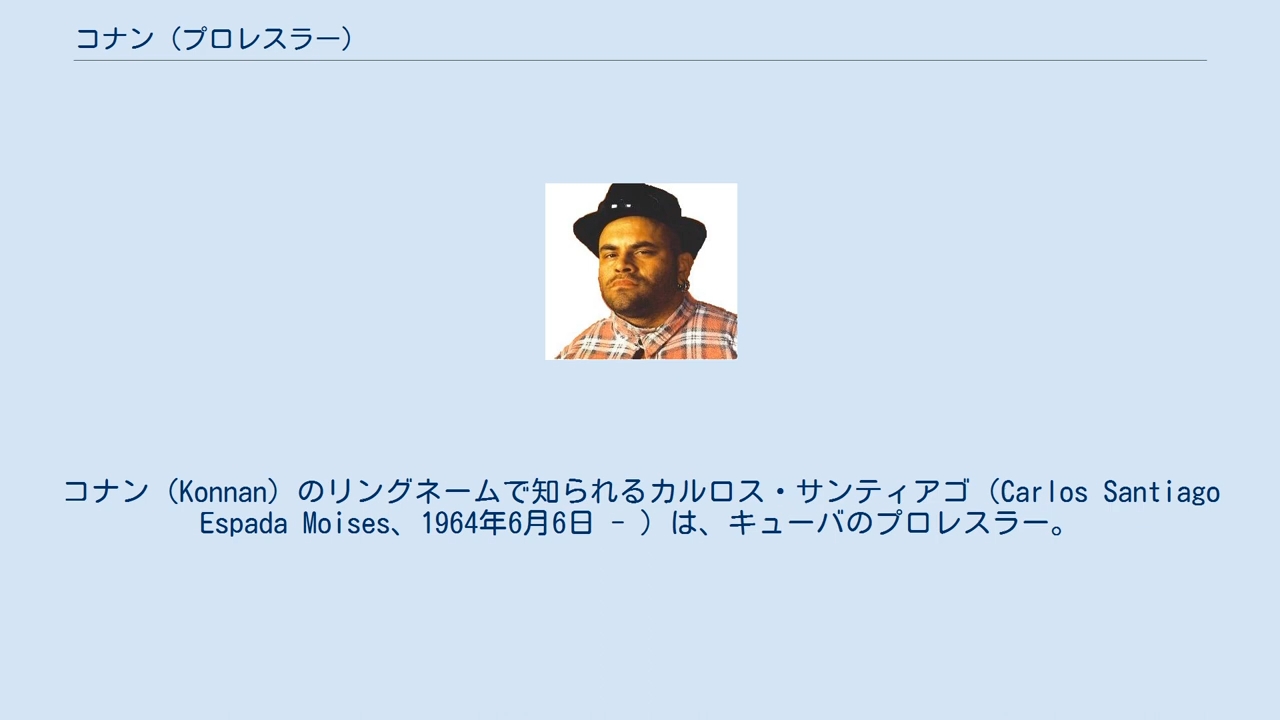 コナン（プロレスラー）
コナン（Konnan）のリングネームで知られるカルロス・サンティアゴ（Carlos Santiago
Espada Moises、1964年6月6日 - ）は、キューバのプロレスラー。